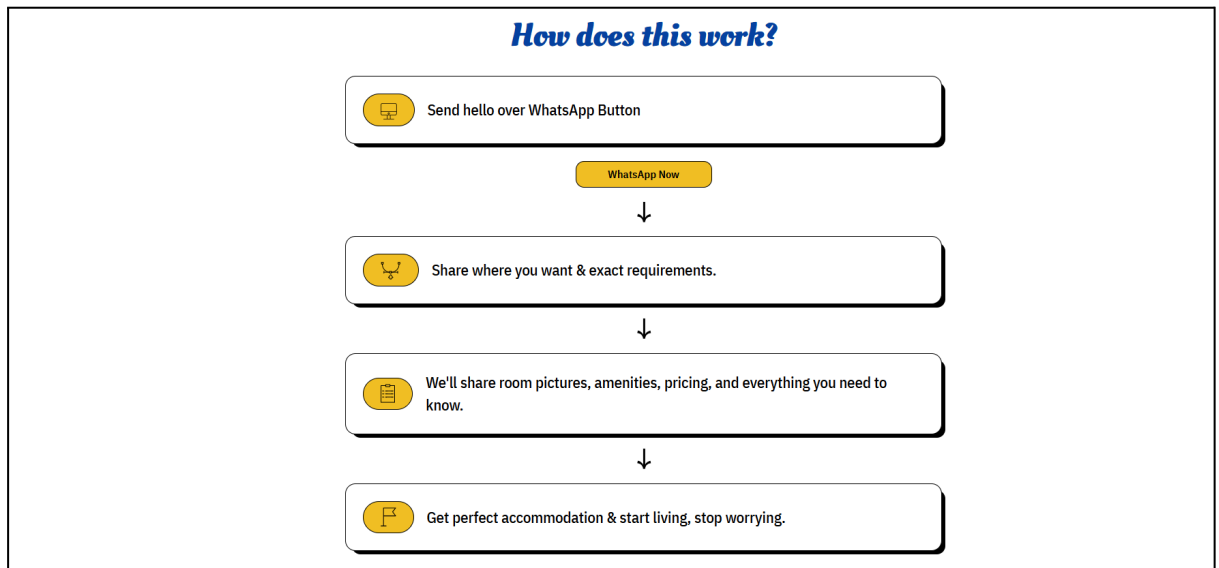 How does this work?
Send hello over WhatsApp Button
WhatsApp Now
Share where you want & exact requirements.
We'll share room pictures, amenities, pricing, and everything you need to
know.
Get perfect accommodation & start living, stop worrying.